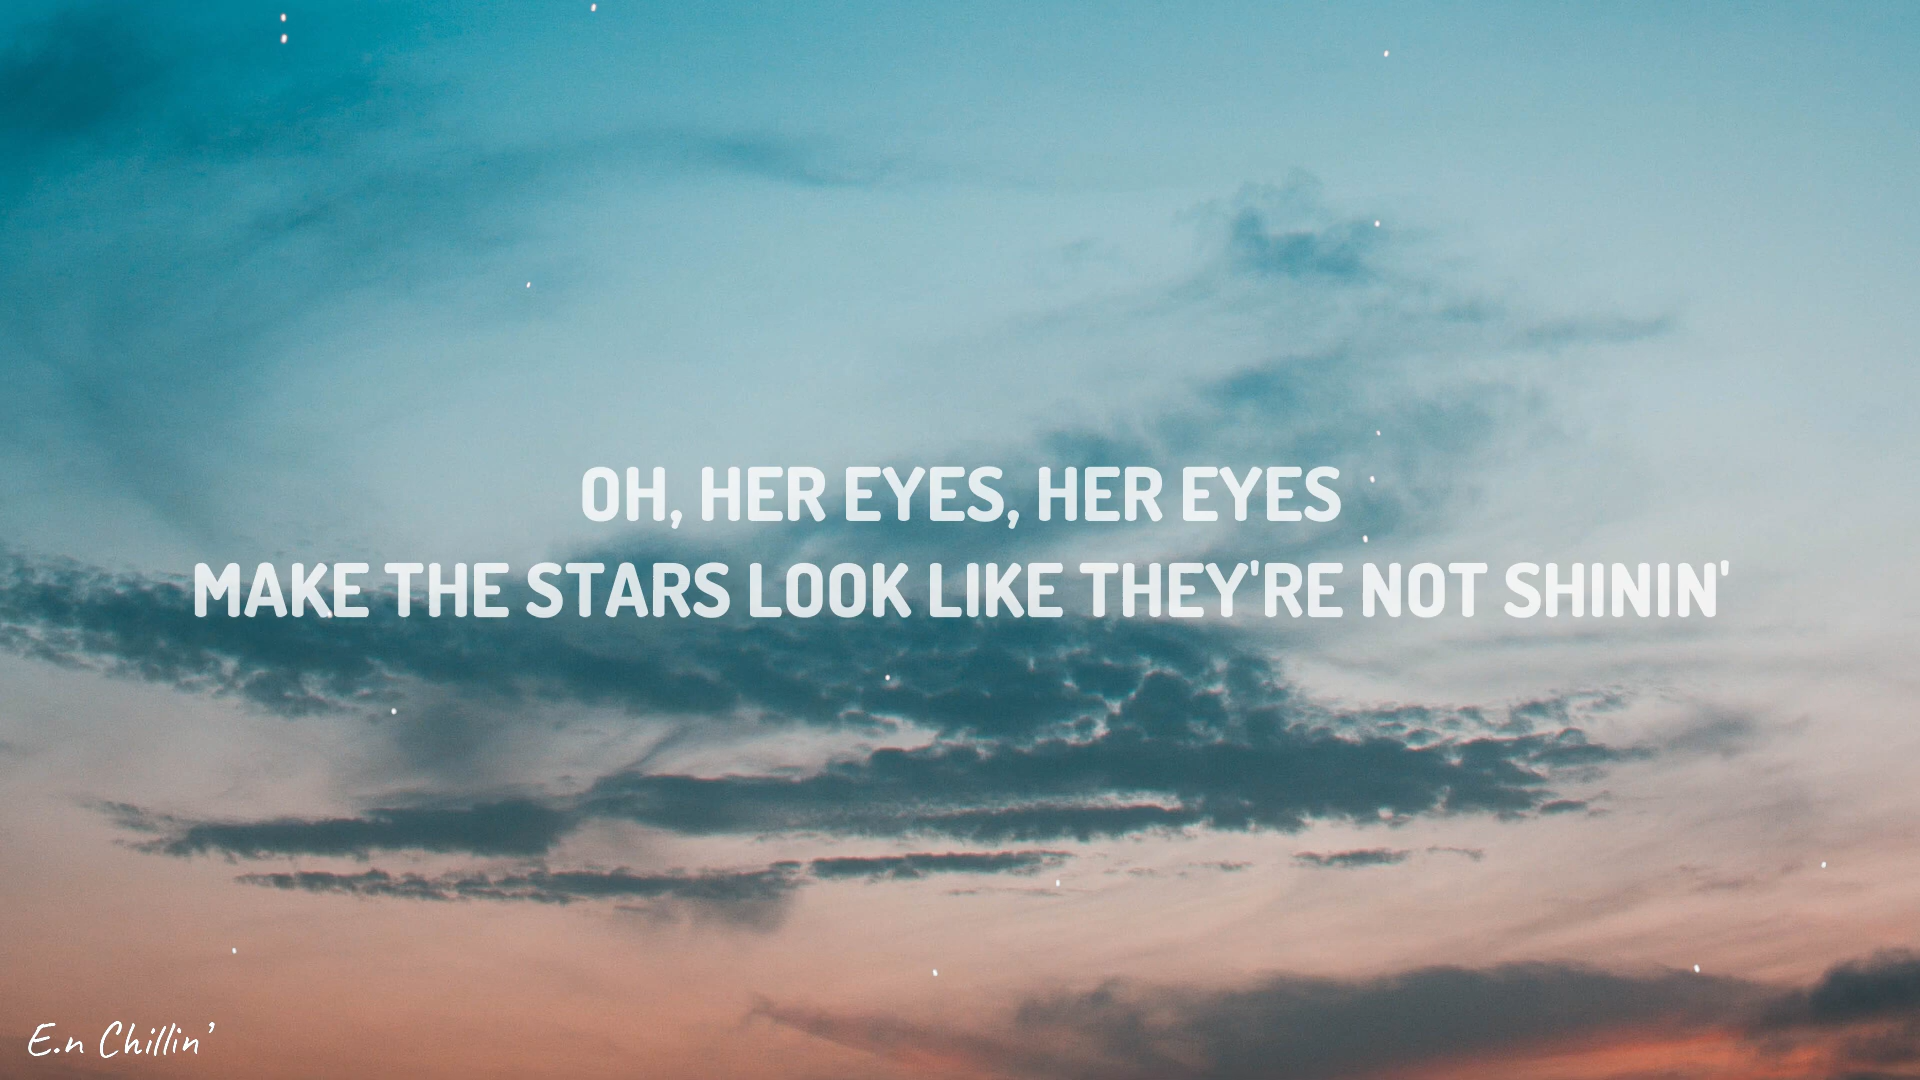 OH, HER EYES, HER EYES
MAKE THE STARS LOOK LIKE THEY'RE NOT SHININ'
E.n Chillin'